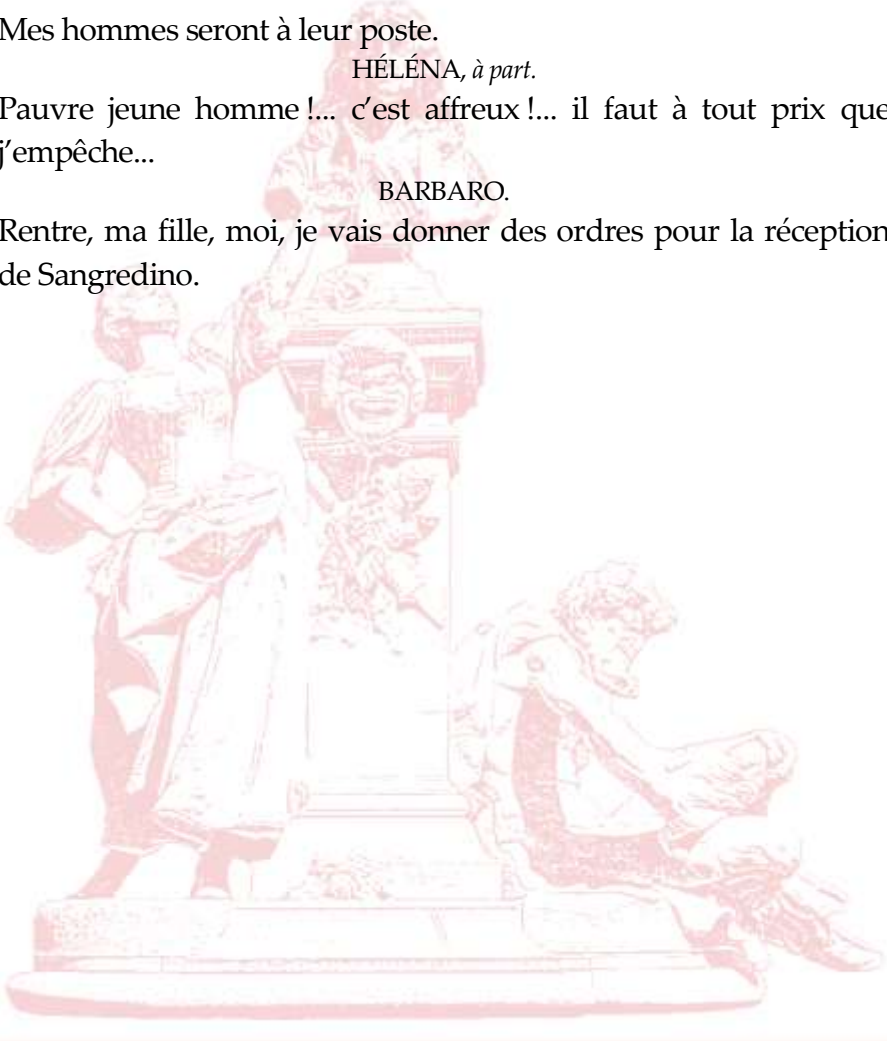 Mes hommes seront à leur poste.
HÉLÉNA, à part.
Pauvre jeune homme !... c’est affreux !... il faut à tout prix que
j’empêche...
BARBARO.
Rentre, ma fille, moi, je vais donner des ordres pour la réception
de Sangredino.